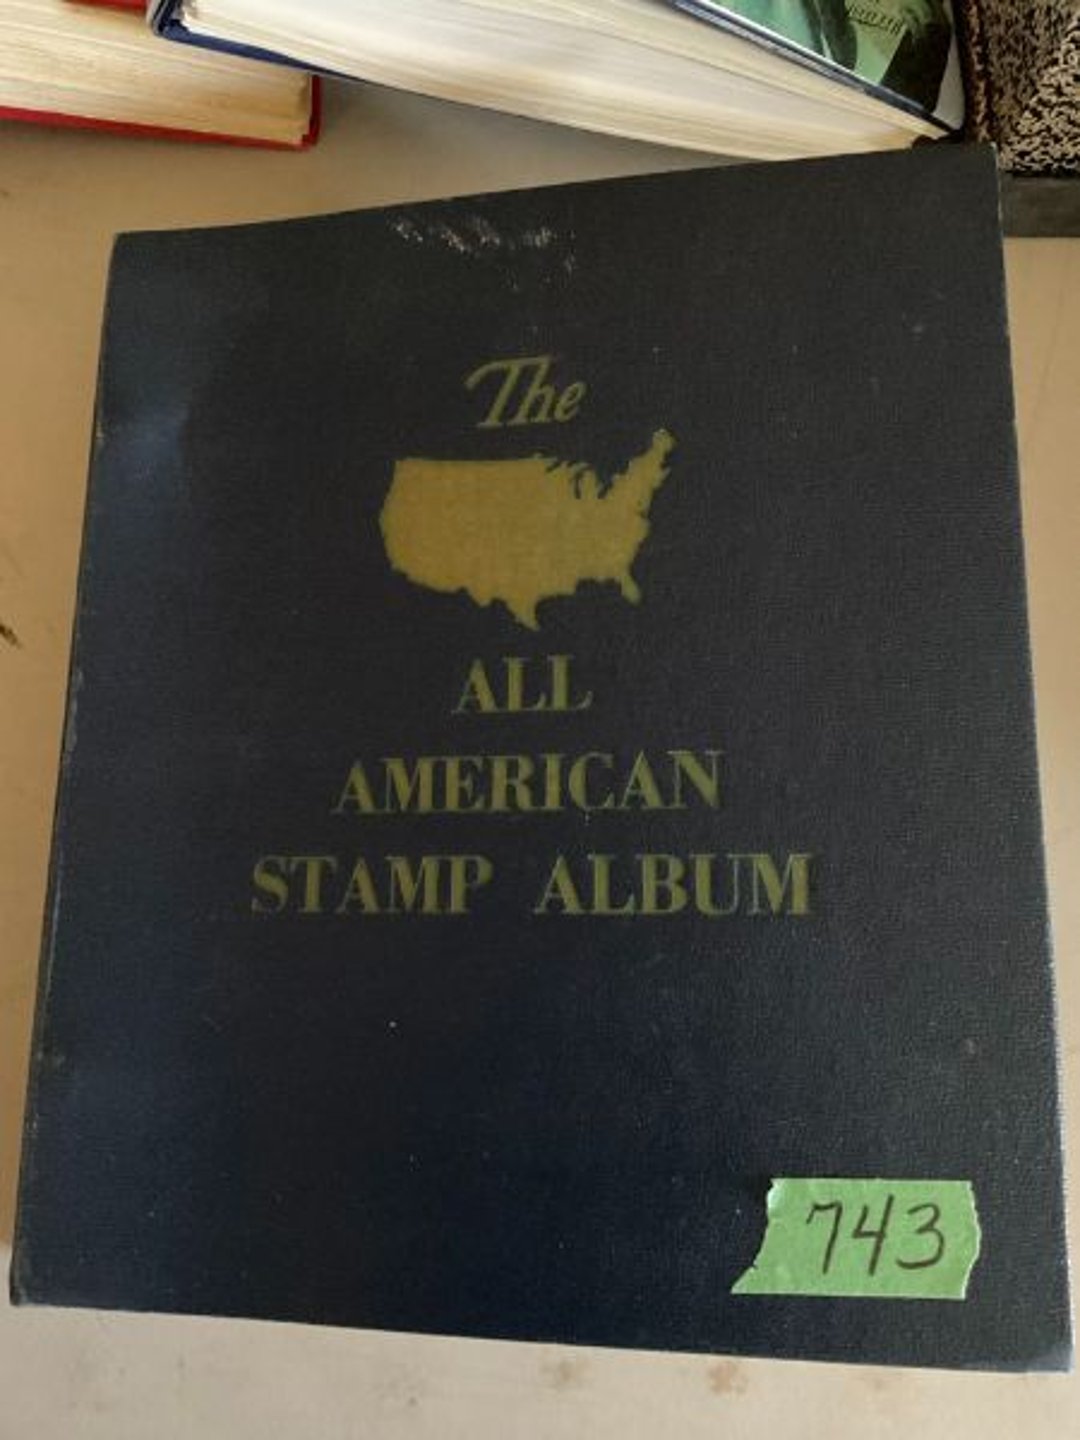 The
ALL
AMERICAN
STAMP ALBUM
743